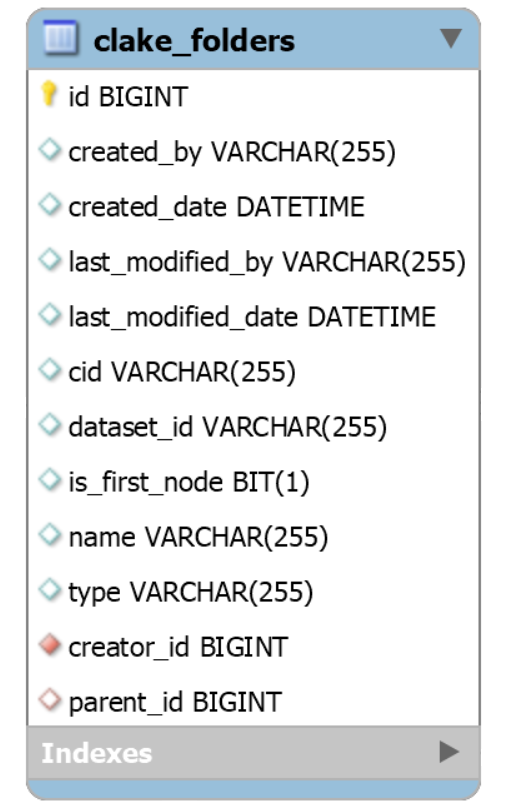 clake_folders
id BIGINT
created_by VARCHAR(255)
created_date DATETIME
last_modified_by VARCHAR(255)
last_modified_date DATETIME
cid VARCHAR(255)
dataset_id VARCHAR(255)
is_first_node BIT(1)
name VARCHAR(255)
type VARCHAR(255)
creator_id BIGINT
parent_id BIGINT
Indexes